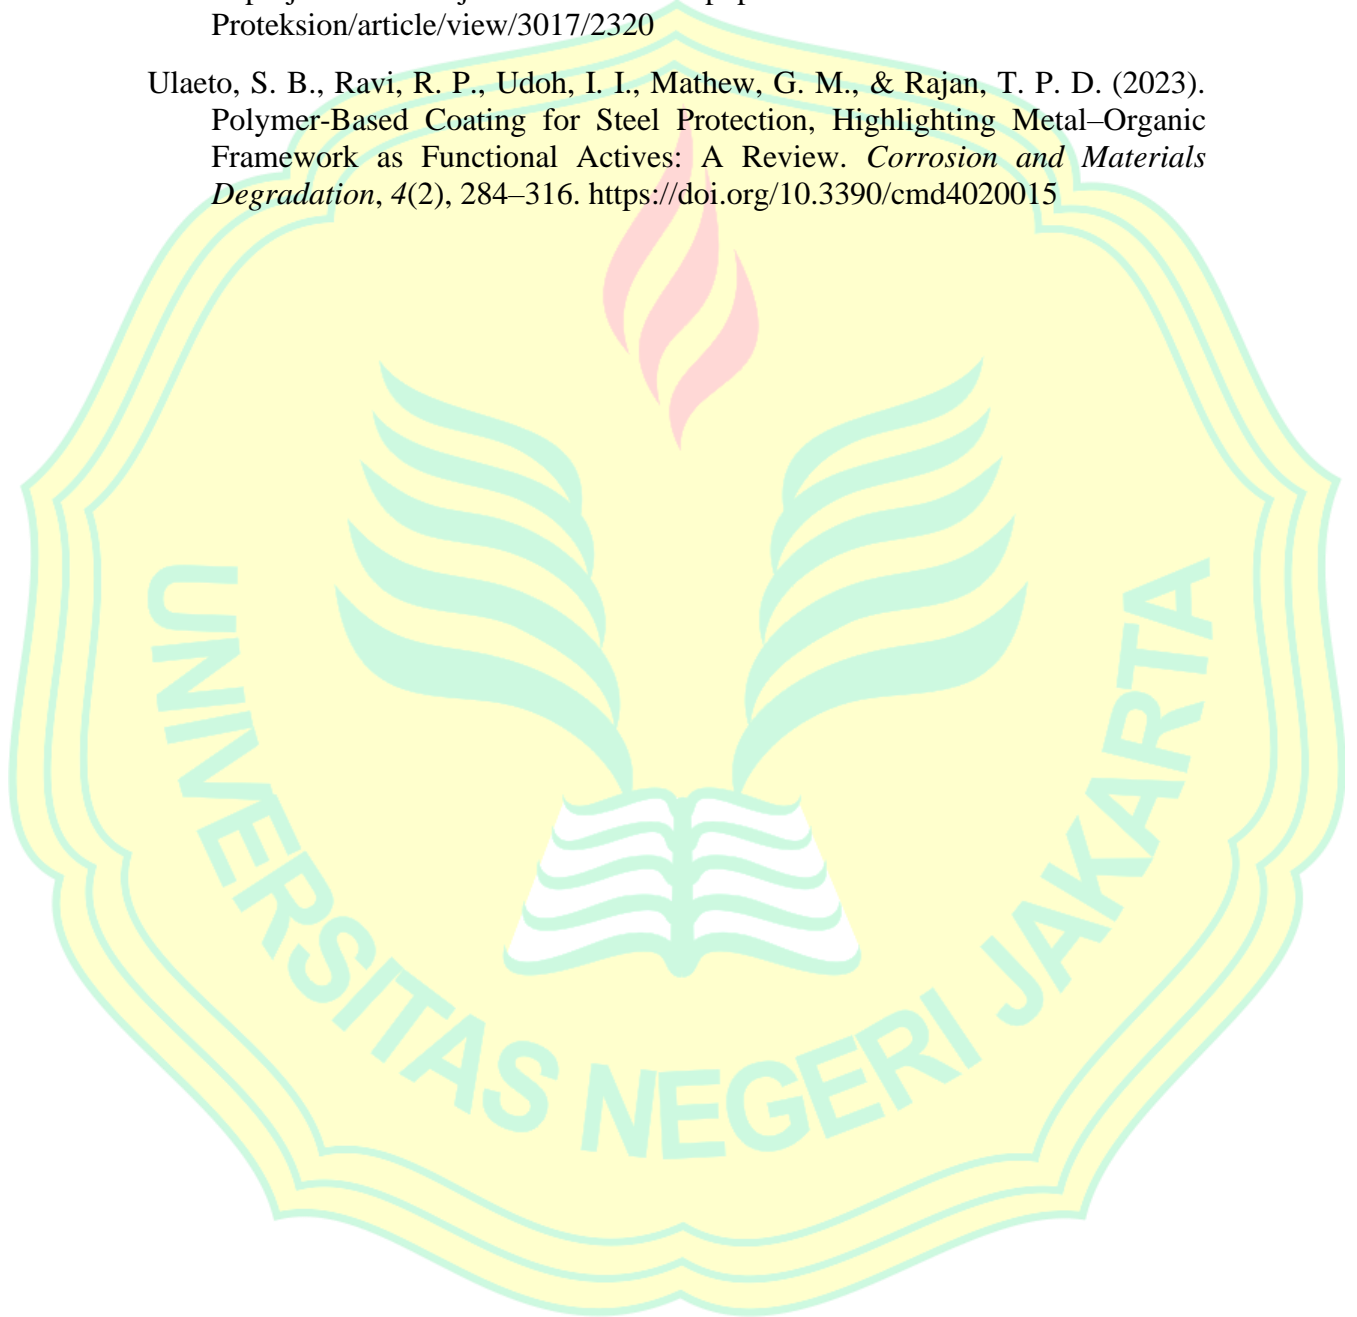 Proteksion/article/view/3017/2320
Ulaeto, S. B., Ravi, R. P., Udoh, I. I., Mathew, G. M., & Rajan, T. P. D. (2023).
Polymer-Based Coating for Steel Protection, Highlighting Metal–Organic
Framework as Functional Actives: A Review. Corrosion and Materials
Degradation, 4(2), 284–316. https://doi.org/10.3390/cmd4020015
UNIVERSITAS NEGERI JAKARTA